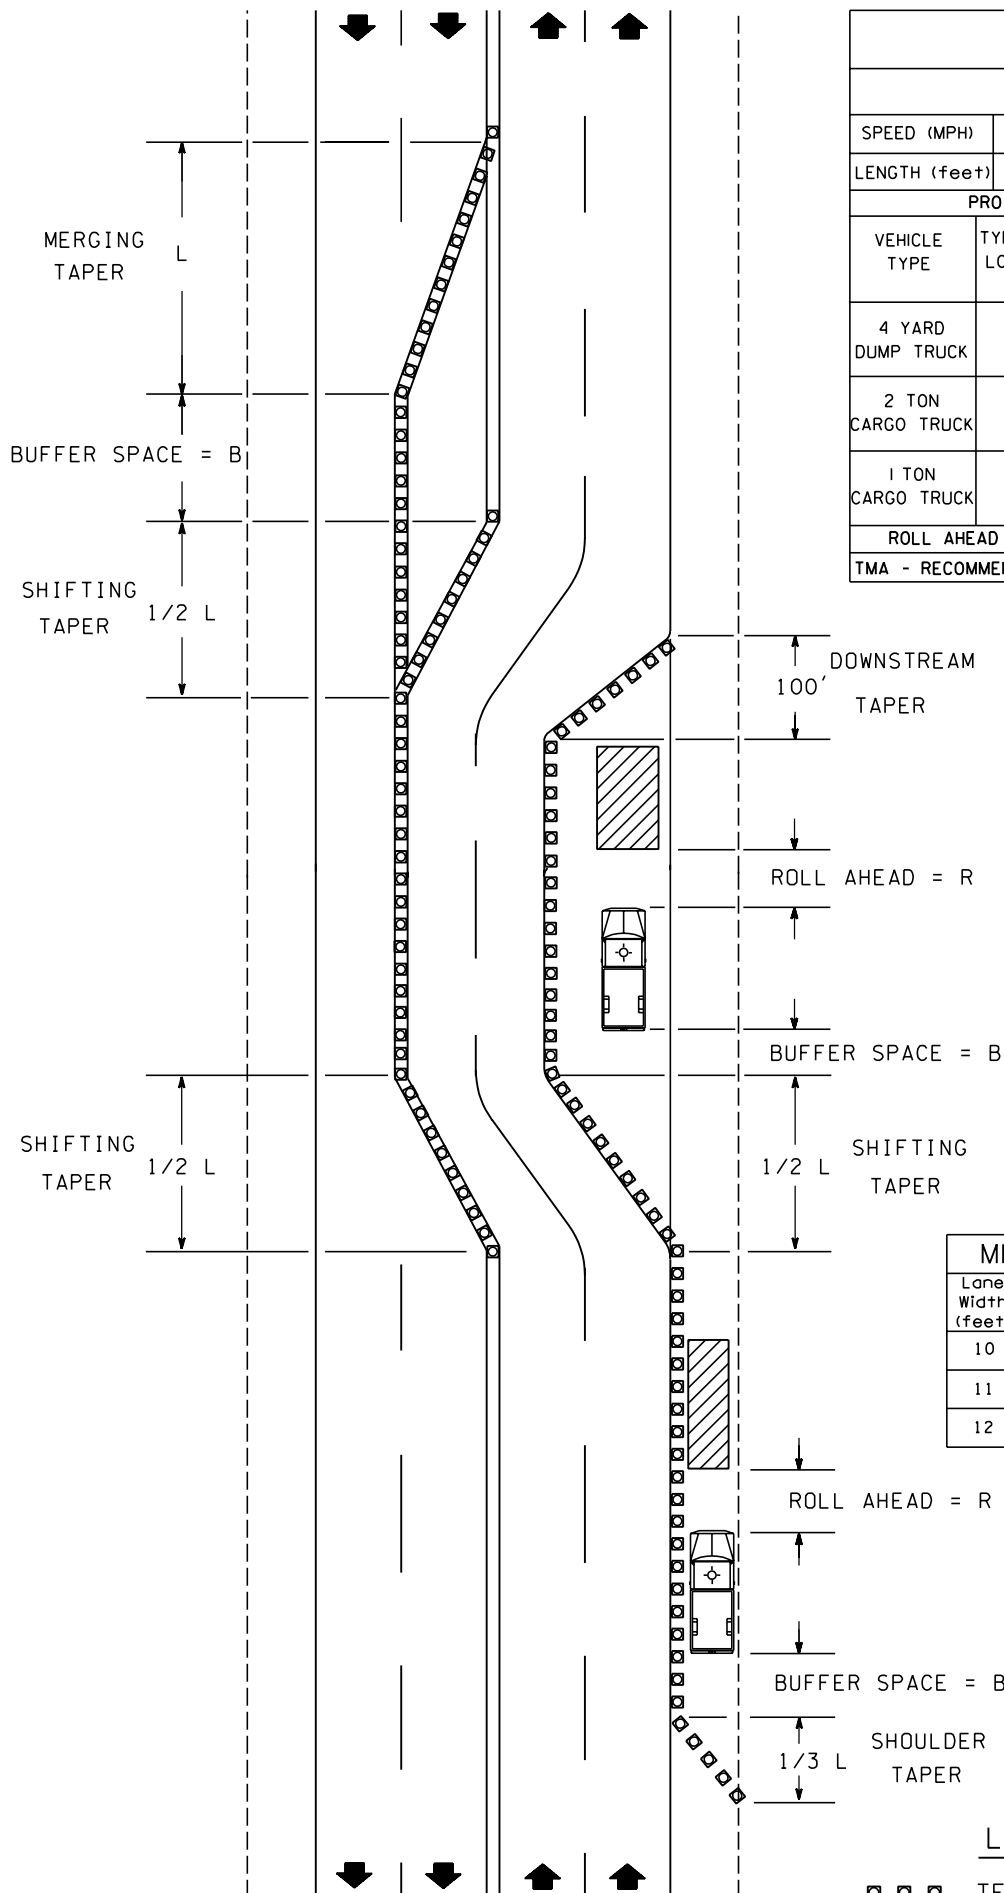 MERGING
TAPER
L
BUFFER SPACE = B
SHIFTING
TAPER
1/2 L
SHIFTING
TAPER
1/2 L
SPEED (MPH)
LENGTH (feet)
VEHICLE
TYPE
4 YARD
DUMP TRUCK
2 TON
CARGO TRUCK
1 TON
CARGO TRUCK
ROLL AHEAD
TMA -
DOWNSTREAM
TAPER
100'
ROLL AHEAD = R
BUFFER SPACE = B
SHIFTING
TAPER
1/2 L
Lane
Width
(feet
10
11
12
ROLL AHEAD = R
BUFFER SPACE = B
SHOULDER
TAPER
1/3 L